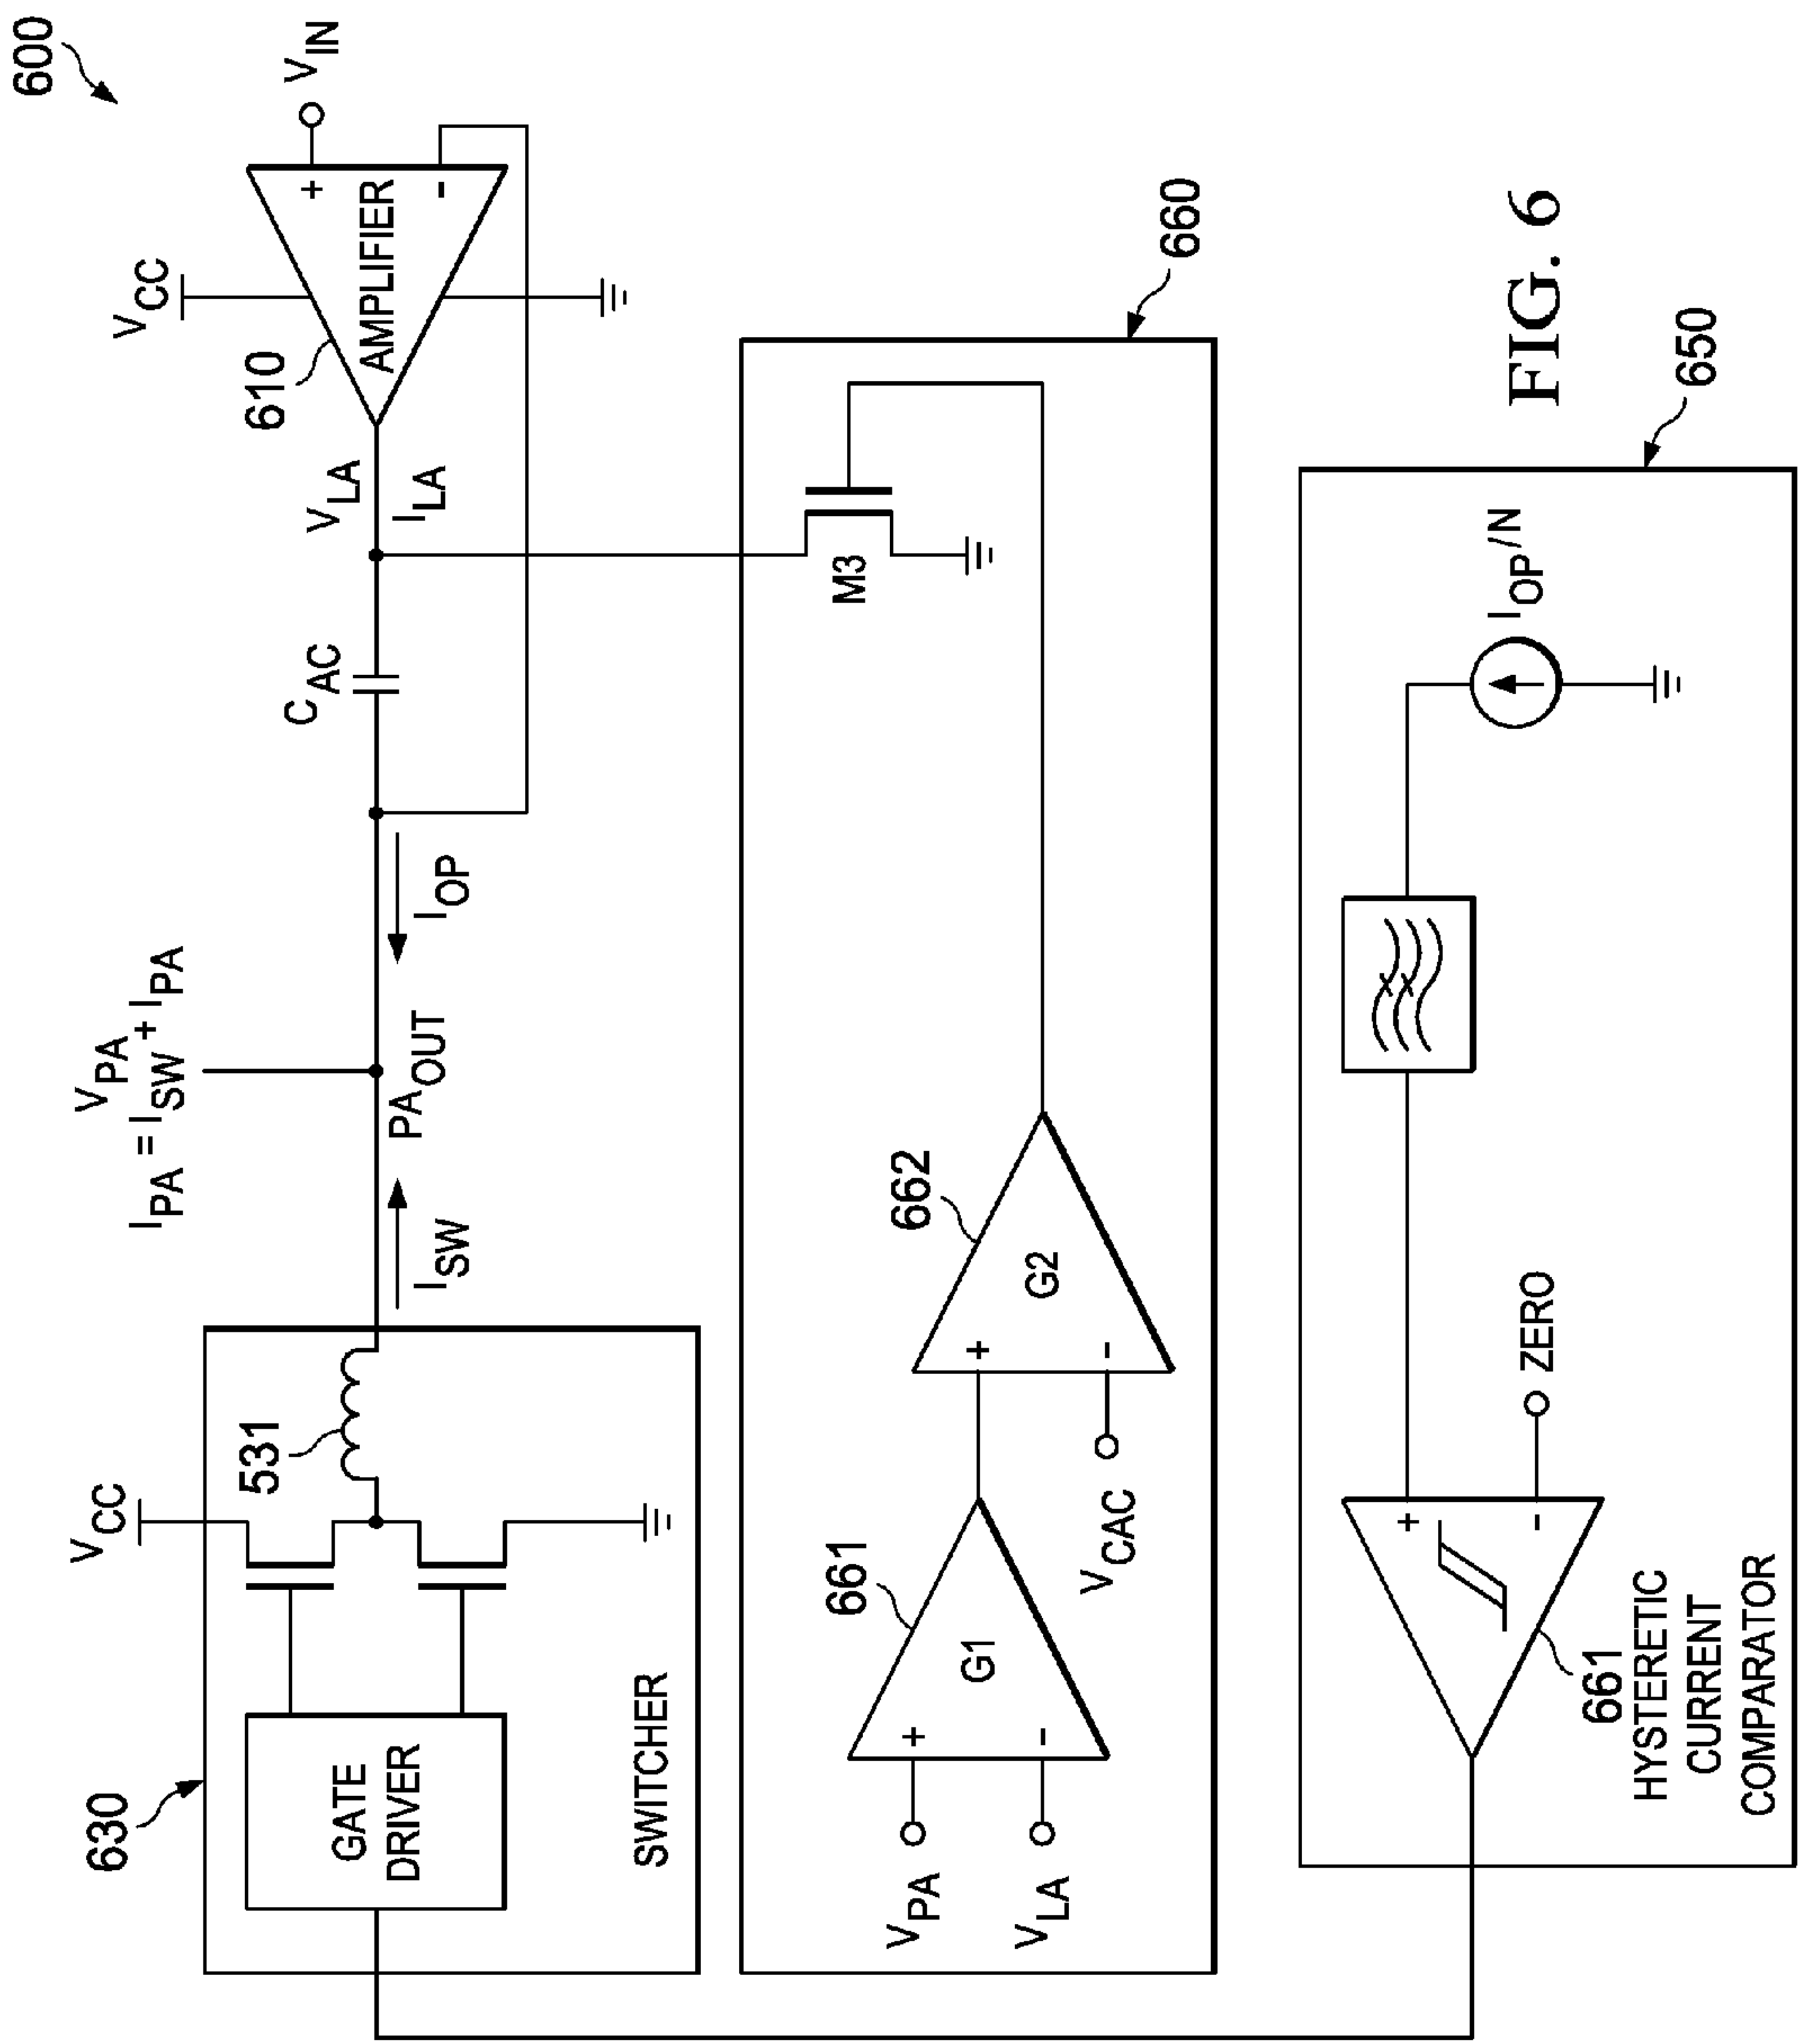 600
V_IN
V_CC
+
-
AMPLIFIER
610
V_LA
I_LA
C_AC
I_OP
V_PA
I_PA = I_SW + I_PA
PA_OUT
I_SW
V_CC
531
630
GATE
DRIVER
SWITCHER
660
M3
662
G2
+
-
V_CAC
661
G1
+
-
V_PA
V_LA
650
I_OP/N
ZERO
+
-
661
HYSTERETIC
CURRENT
COMPARATOR
FIG. 6